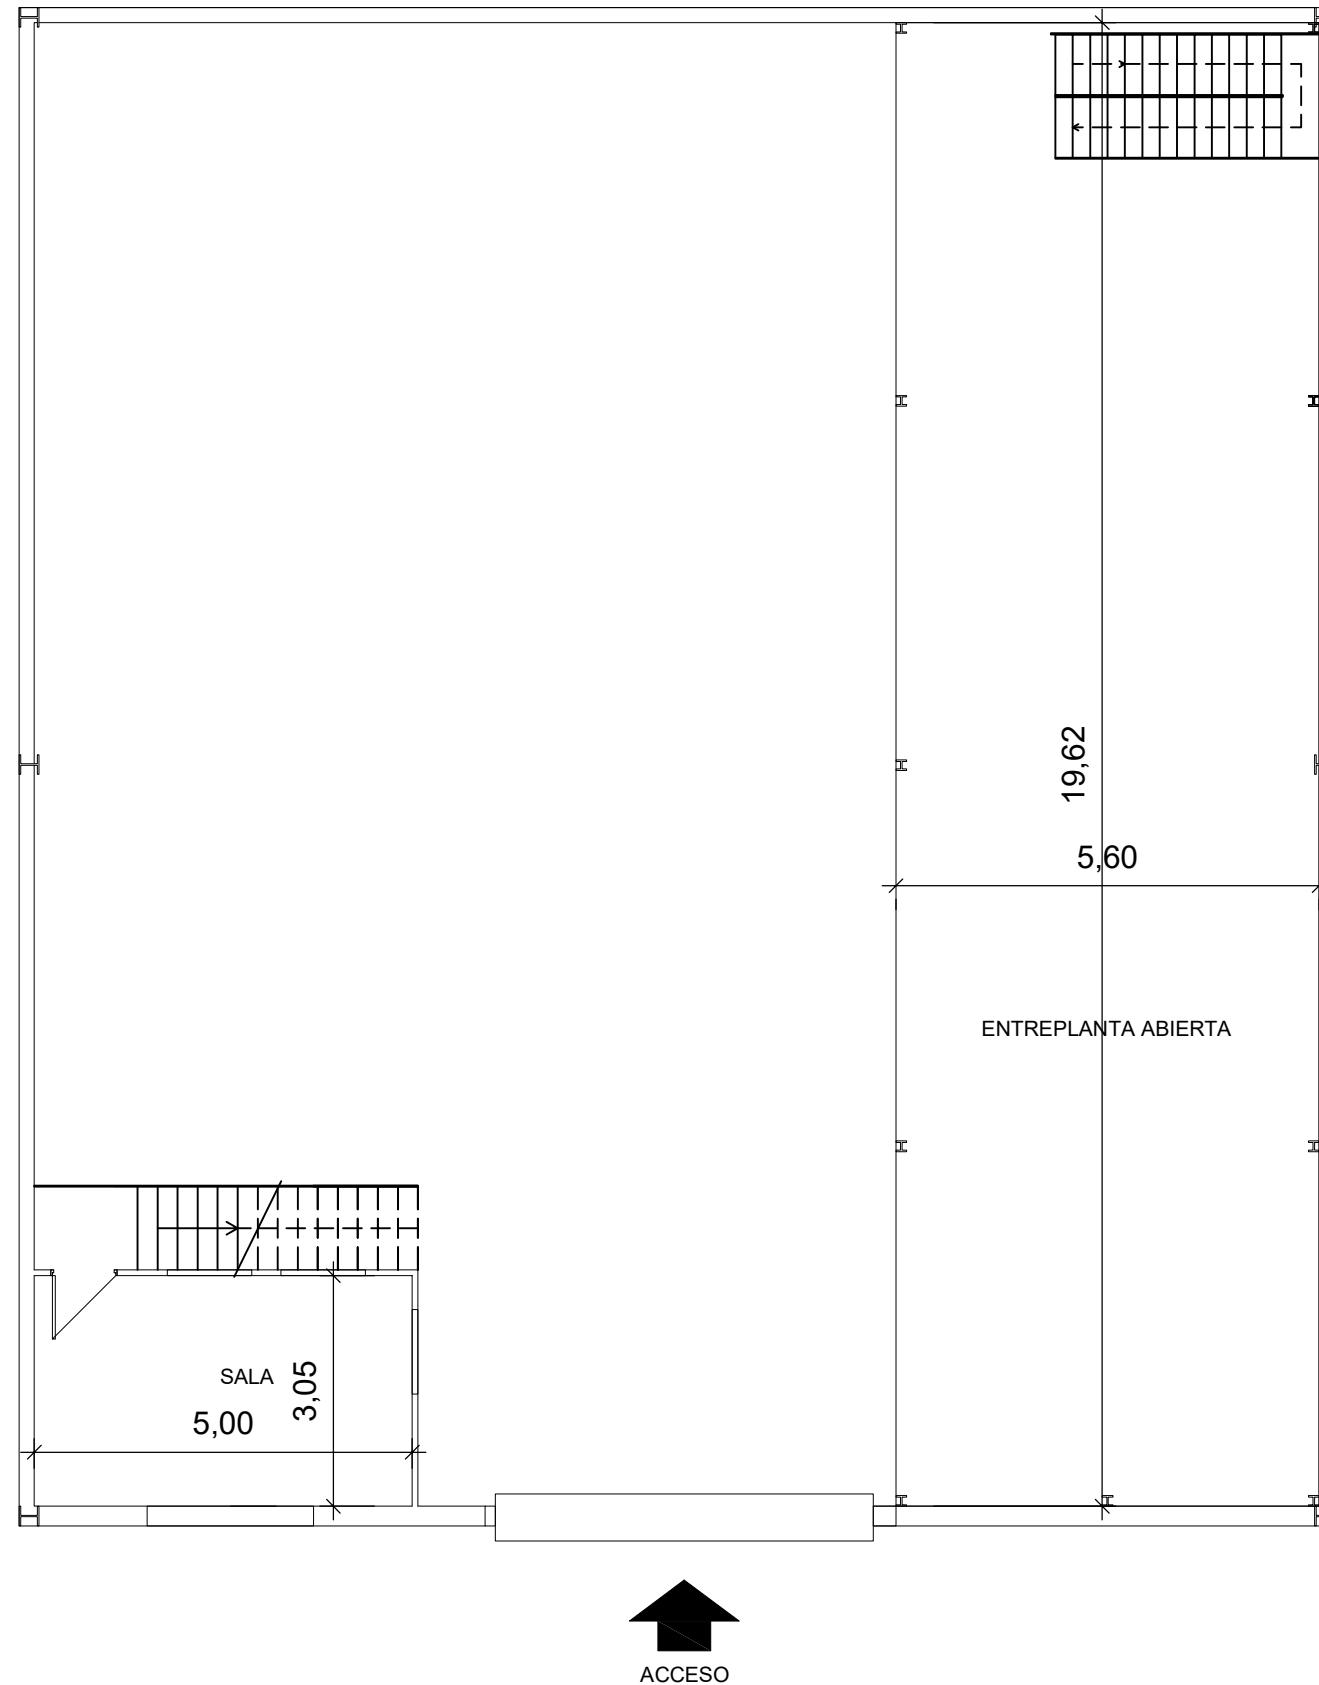 19,62
5,60
ENTREPLANTA ABIERTA
SALA
3,05
5,00
ACCESO